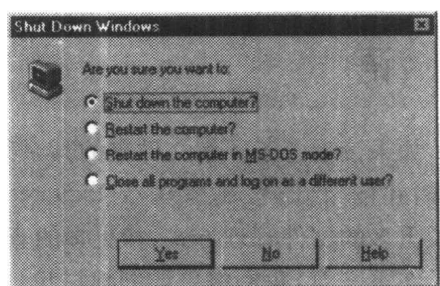 Shut Down Windows
Are you sure you want to:
Shut down the computer?
Restart the computer?
Restart the computer in MS-DOS mode?
Close all programs and log on as a different user?
Yes No Help